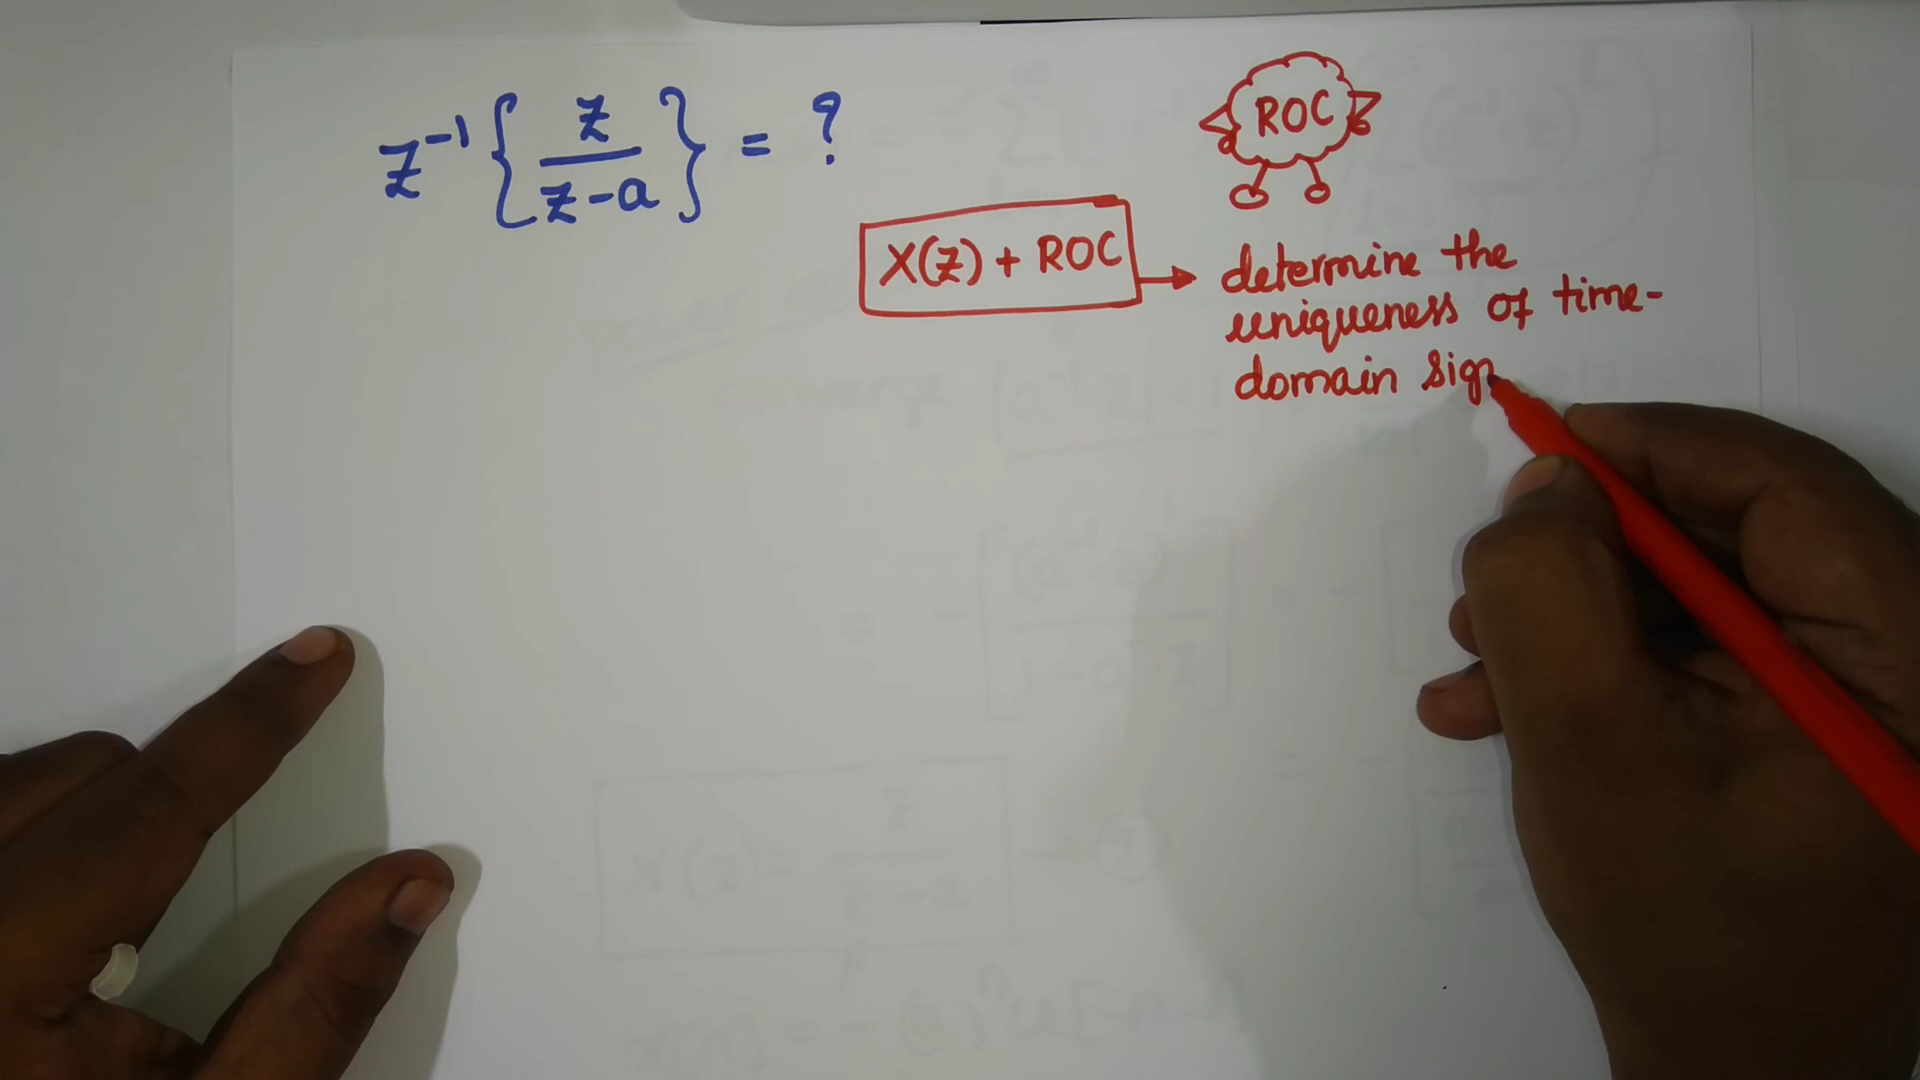 z⁻¹ { z / (z-a) } = ?
ROC
X(z) + ROC
determine the
uniqueness of time-
domain sig